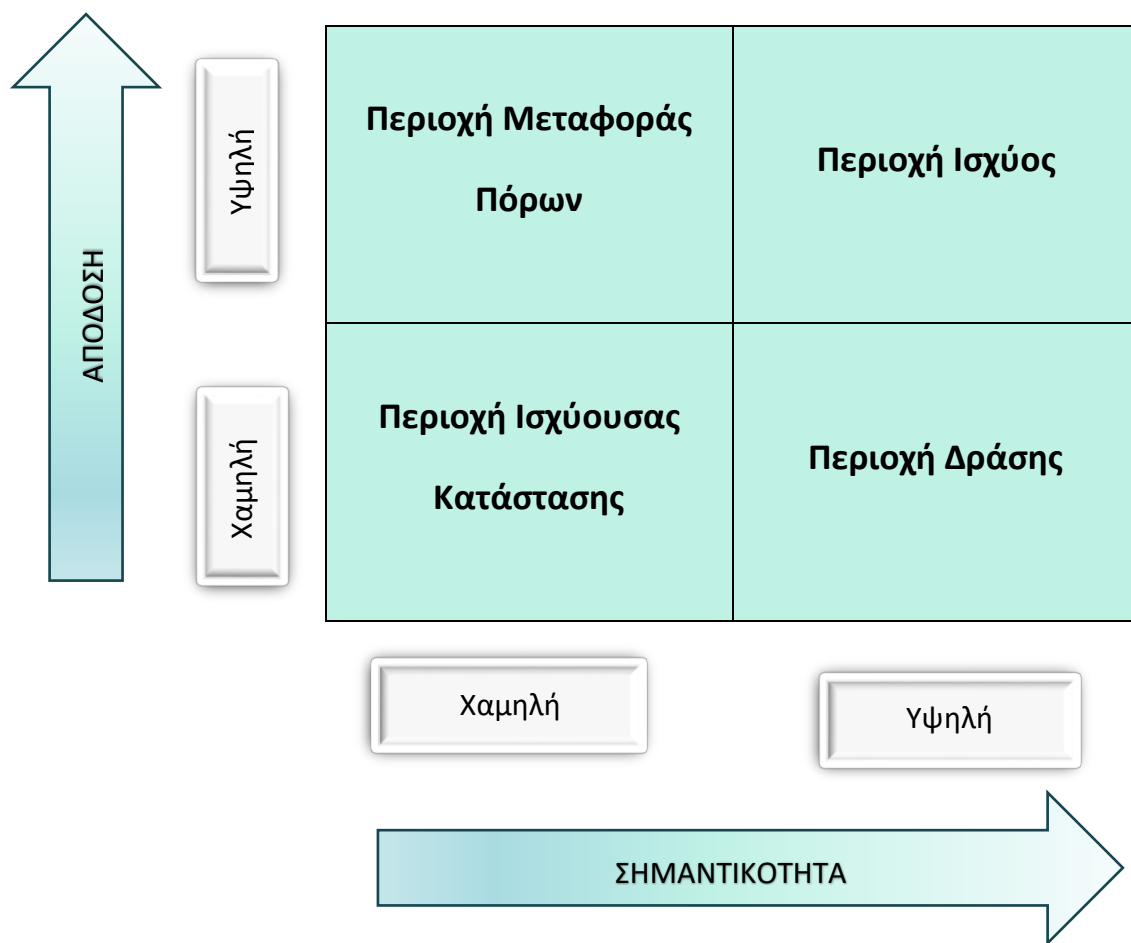 ΑΠΟΔΟΣΗ
Υψηλή
Περιοχή Μεταφοράς
Πόρων
Περιοχή Ισχύος
Χαμηλή
Περιοχή Ισχύουσας
Κατάστασης
Περιοχή Δράσης
Χαμηλή
Υψηλή
ΣΗΜΑΝΤΙΚΟΤΗΤΑ